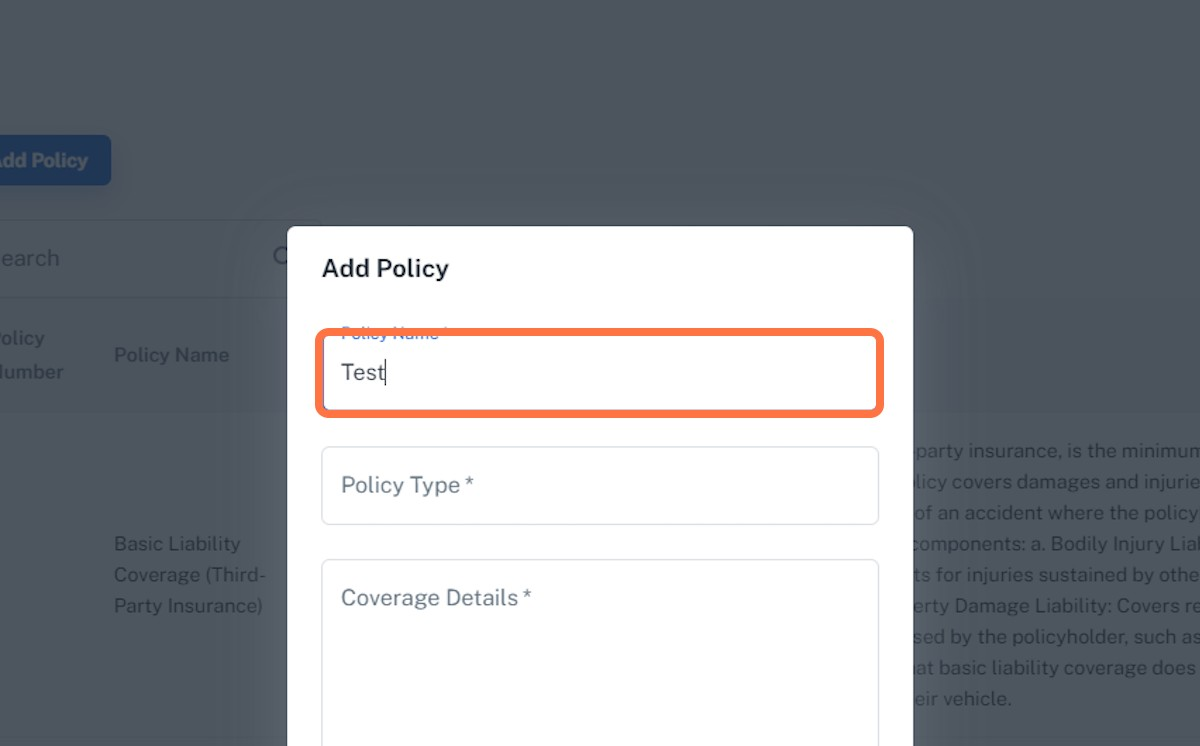 Add Policy
earch
Policy
Number
Policy Name
Basic Liability
Coverage (Third-
Party Insurance)
Add Policy
Policy Name
Test
Policy Type *
Coverage Details *
-party insurance, is the minimum
policy covers damages and injurie
of an accident where the policy
components: a. Bodily Injury Lia
ts for injuries sustained by othe
erty Damage Liability: Covers re
sed by the policyholder, such as
at basic liability coverage does
eir vehicle.